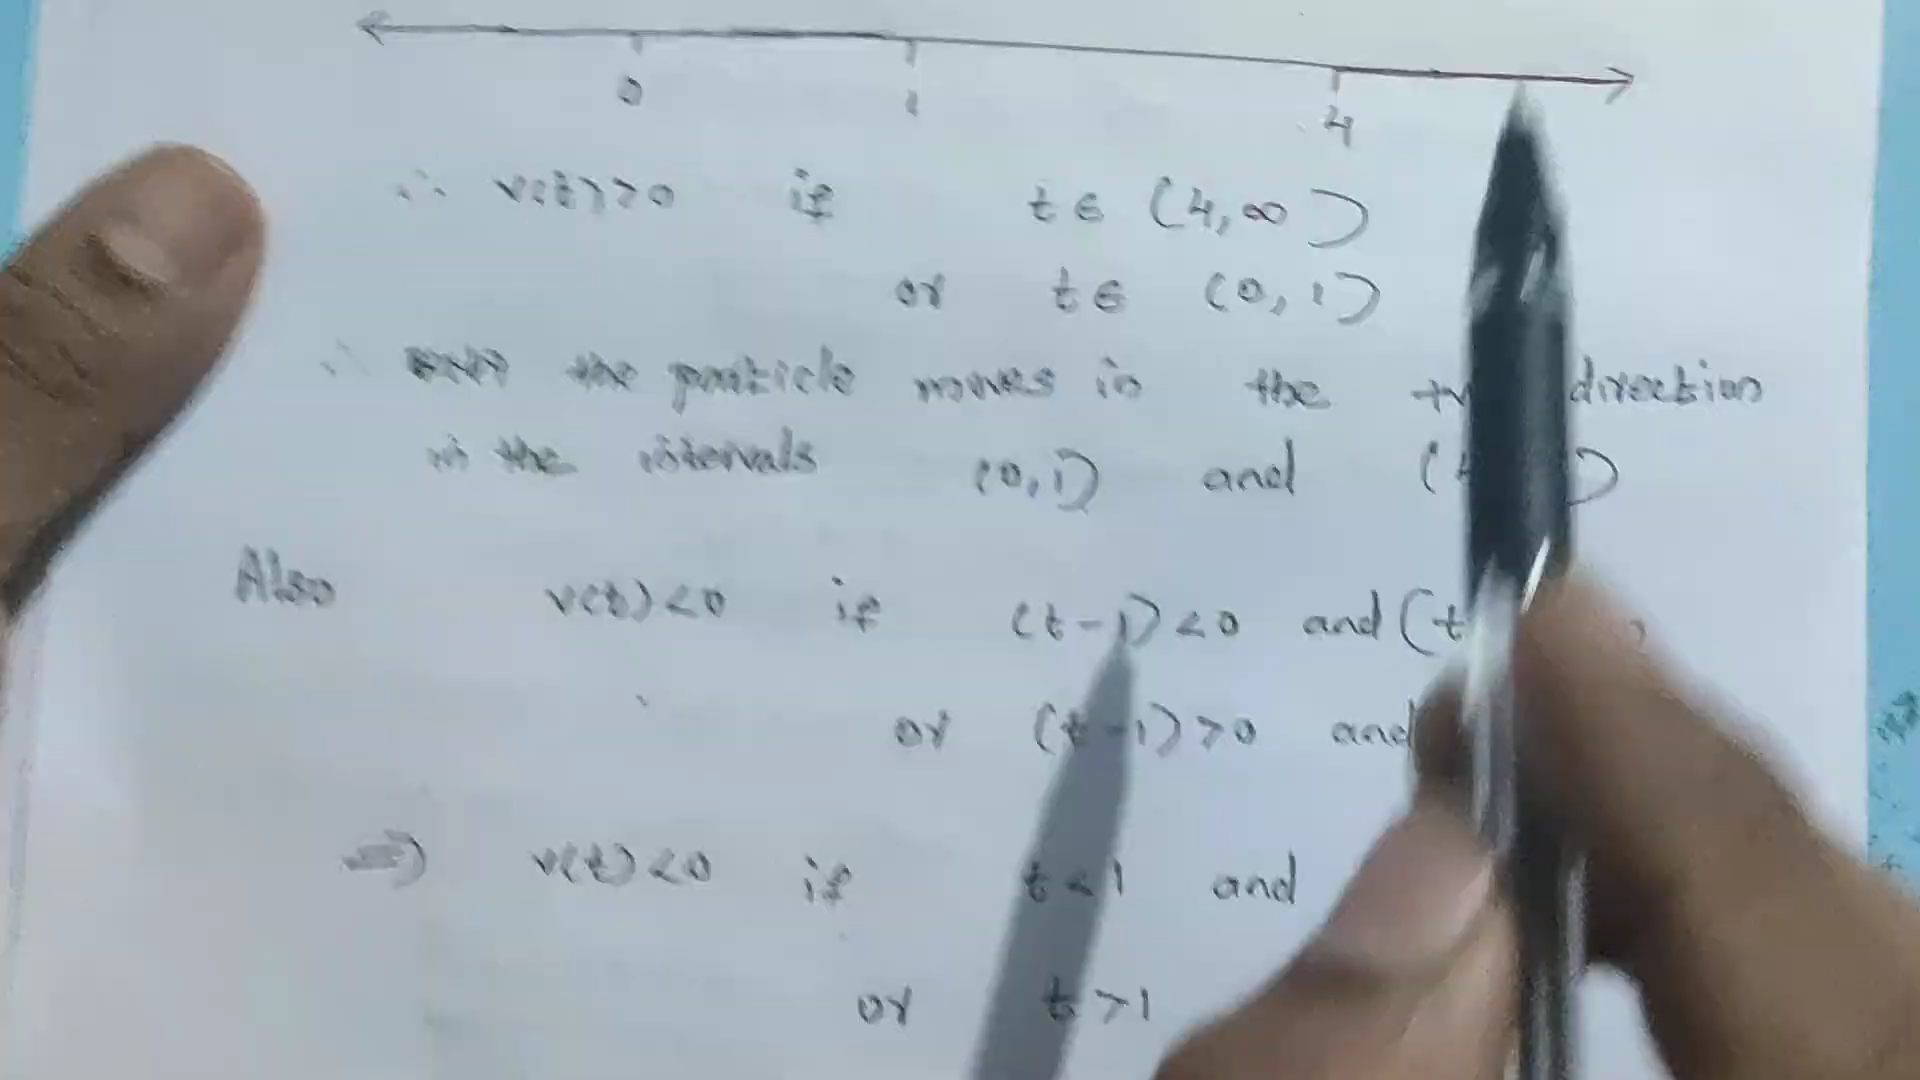 0 1 4
∴ v(t)>0 if t∈ (4,∞)
or t∈ (0,1)
∴ the particle moves in the direction
in the intervals (0,1) and (
Also v(t)<0 if (t-1)<0 and (t
or (t-1)>0 and
⇒ v(t)<0 if t<1 and
or t>1